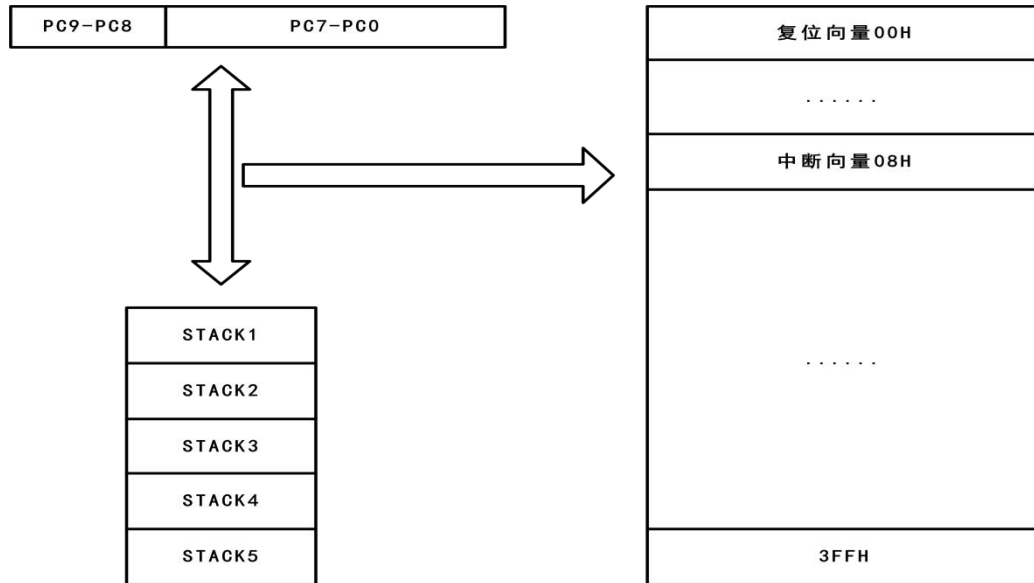 PC9-PC8
PC7-PC0
复位向量00H
......
中断向量08H
STACK1
STACK2
STACK3
STACK4
STACK5
......
3FFH